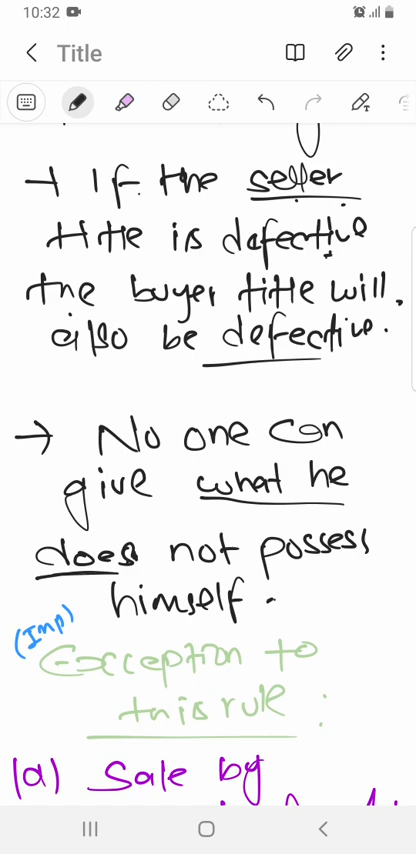 10:32
Title
→ If the seller
title is defective
the buyer title will.
also be defective.
→ No one can
give what he
does not possess
himself.
(Imp)
Exception to
this rule :
(a) Sale by